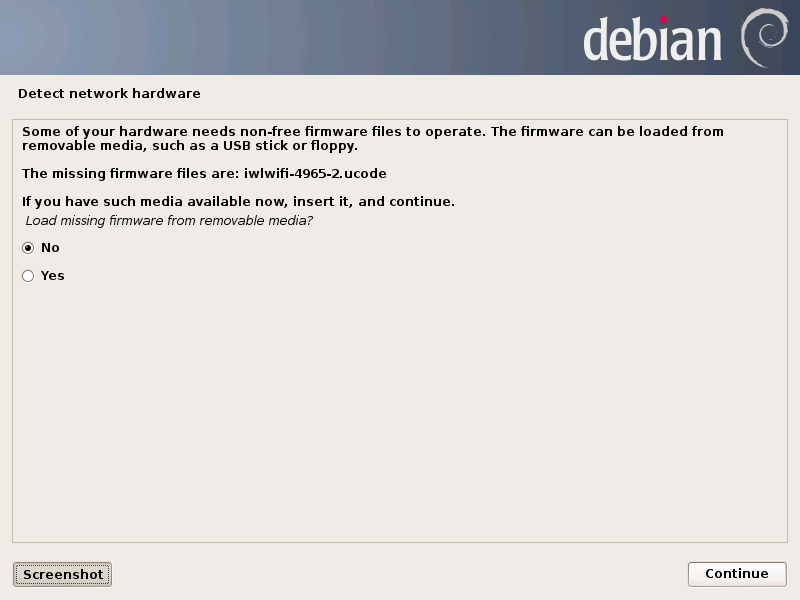 debian
Detect network hardware
Some of your hardware needs non-free firmware files to operate. The firmware can be loaded from
removable media, such as a USB stick or floppy.
The missing firmware files are: iwlwifi-4965-2.ucode
If you have such media available now, insert it, and continue.
Load missing firmware from removable media?
No
Yes
Screenshot
Continue